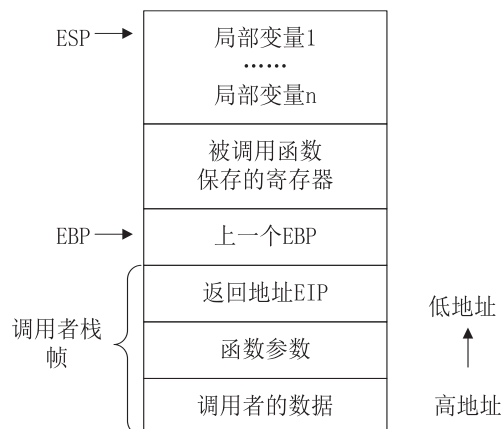 ESP
局部变量1
……
局部变量n
被调用函数
保存的寄存器
EBP
上一个EBP
返回地址EIP
调用者栈
帧
函数参数
调用者的数据
低地址
高地址